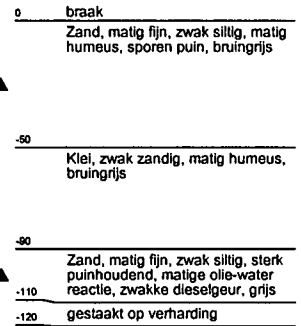 0 braak
Zand, matig fijn, zwak siltig, matig
humeus, sporen puin, bruingrijs
-50
Klei, zwak zandig, matig humeus,
bruingrijs
-90
Zand, matig fijn, zwak siltig, sterk
puinhoudend, matige olie-water
-110 reactie, zwakke dieselgeur, grijs
-120 gestaakt op verharding